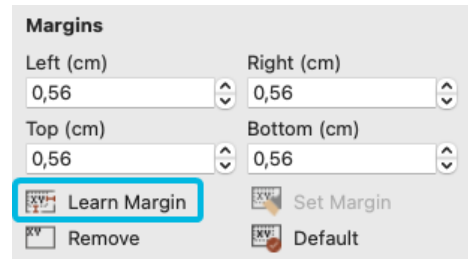 Margins
Left (cm) Right (cm)
0,56 0,56
Top (cm) Bottom (cm)
0,56 0,56
Learn Margin Set Margin
Remove Default